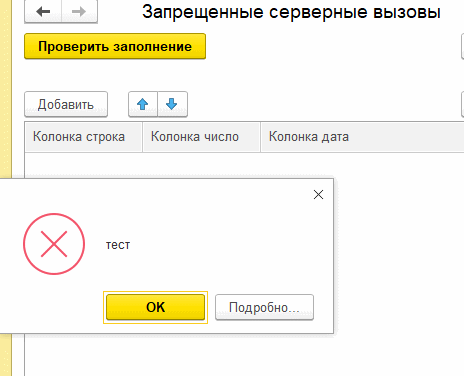 Запрещенные серверные вызовы
Проверить заполнение
Добавить
Колонка строка Колонка число Колонка дата
тест
OK Подробно...